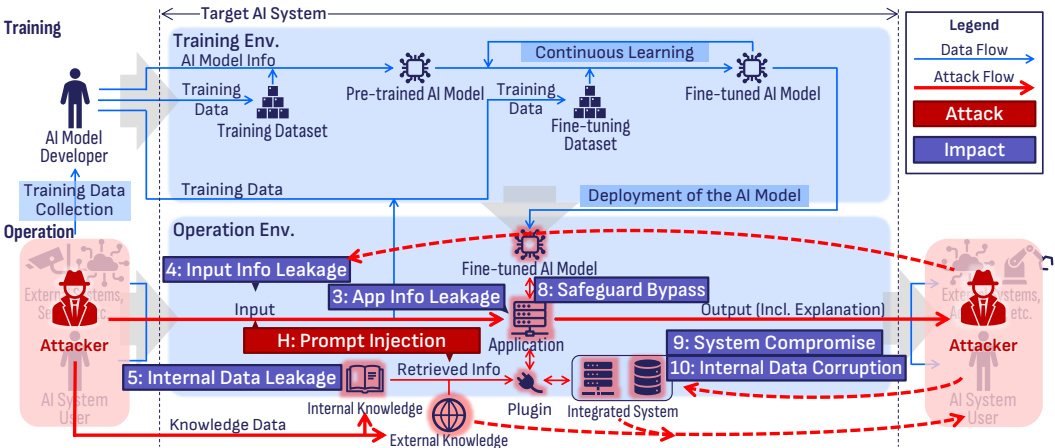 Target AI System
Training
Training Env.
AI Model Info
Continuous Learning
Pre-trained AI Model
Fine-tuned AI Model
Training
Data
Training Dataset
Training
Data
Fine-tuning
Dataset
AI Model
Developer
Training Data
Collection
Training Data
Deployment of the AI Model
Legend
Data Flow
Attack Flow
Attack
Impact
Operation
Operation Env.
Fine-tuned AI Model
4: Input Info Leakage
3: App Info Leakage
8: Safeguard Bypass
Input
Output (Incl. Explanation)
Application
H: Prompt Injection
9: System Compromise
10: Internal Data Corruption
5: Internal Data Leakage
Retrieved Info
Plugin
Integrated System
Internal Knowledge
External Knowledge
Knowledge Data
Attacker
AI System
User
Attacker
etc.
AI System
User